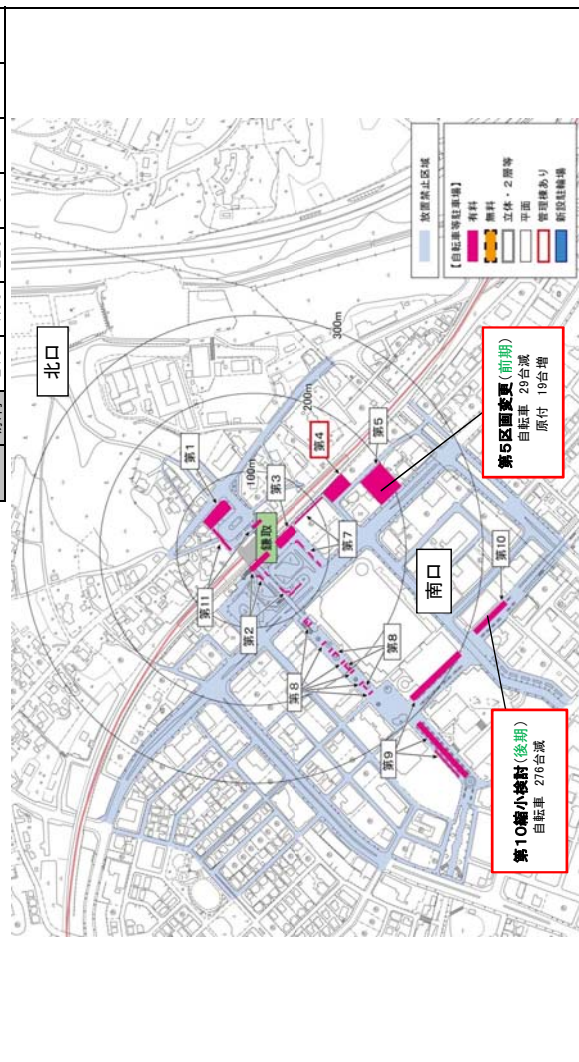 北口
放置禁止区域
【自転車等駐車場】
有料
無料
立体・2層等
平面
管理棟あり
新設駐輪場
300m
200m
100m
第1
第3
第4
第5
鎌取
第11
第2
第7
南口
第10
第8
第8
第9
第5区画変更(前期)
自転車 29台減
原付 19台増
第10縮小検討(後期)
自転車 276台減